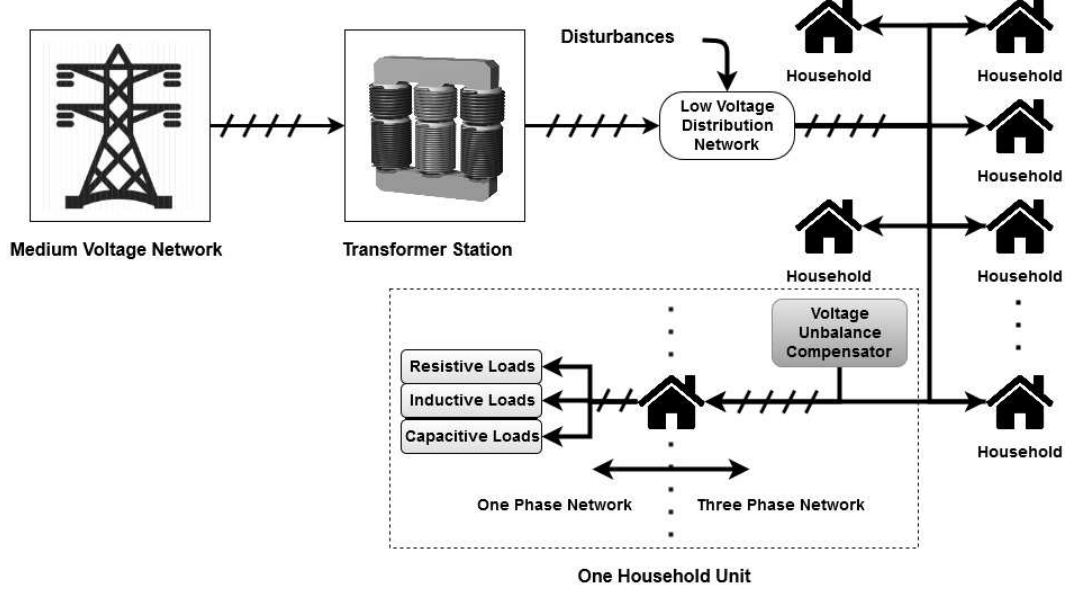 Disturbances
Household
Household
Low Voltage
Distribution
Network
Household
Medium Voltage Network
Transformer Station
Household
Household
Voltage
Unbalance
Compensator
Resistive Loads
Inductive Loads
Capacitive Loads
Household
One Phase Network
Three Phase Network
One Household Unit